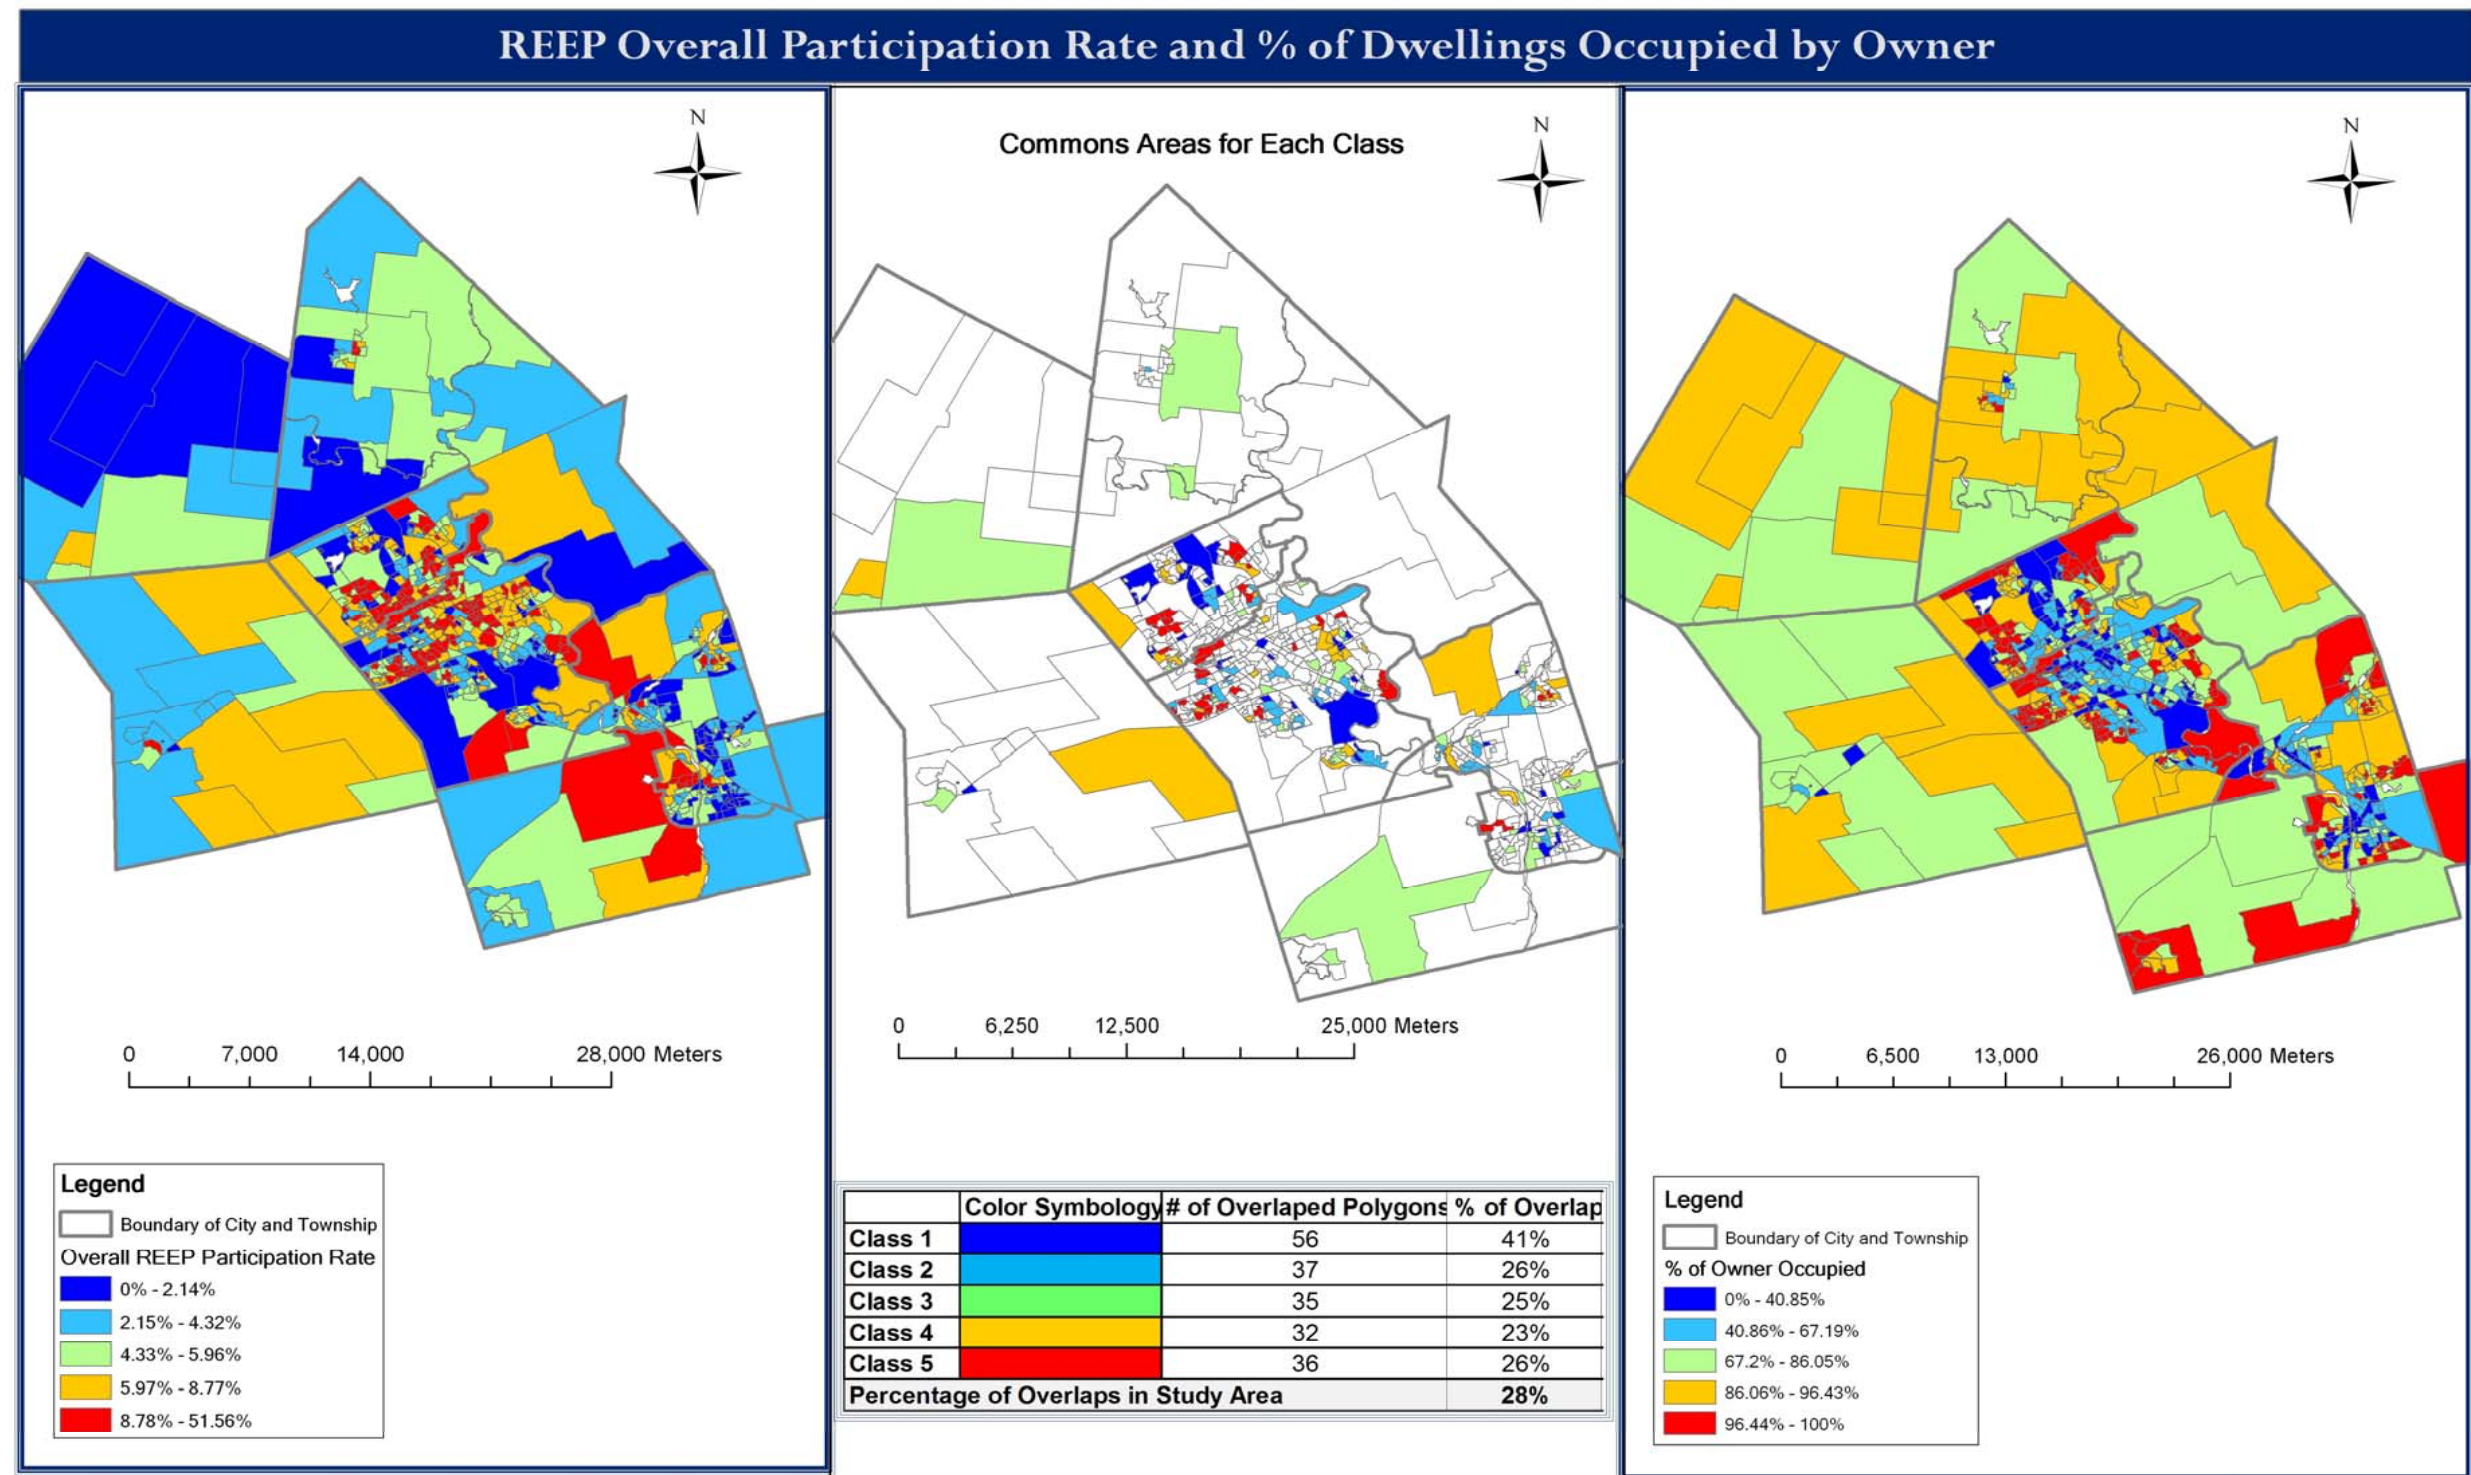 REEP Overall Participation Rate and % of Dwellings Occupied by Owner
N
0 7,000 14,000 28,000 Meters
Legend
Boundary of City and Township
Overall REEP Participation Rate
0% - 2.14%
2.15% - 4.32%
4.33% - 5.96%
5.97% - 8.77%
8.78% - 51.56%
Commons Areas for Each Class
N
0 6,250 12,500 25,000 Meters
Color Symbology # of Overlaped Polygons % of Overlap
Class 1 56 41%
Class 2 37 26%
Class 3 35 25%
Class 4 32 23%
Class 5 36 26%
Percentage of Overlaps in Study Area 28%
N
0 6,500 13,000 26,000 Meters
Legend
Boundary of City and Township
% of Owner Occupied
0% - 40.85%
40.86% - 67.19%
67.2% - 86.05%
86.06% - 96.43%
96.44% - 100%